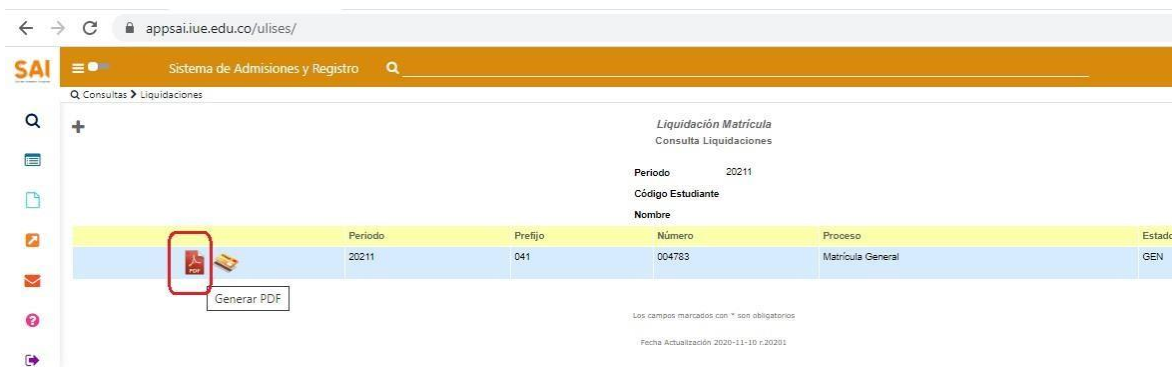 appsai.iue.edu.co/ulises/
SAI
Sistema de Admisiones y Registro
Consultas > Liquidaciones
Liquidación Matrícula
Consulta Liquidaciones
Periodo 20211
Código Estudiante
Nombre
Periodo Prefijo Número Proceso Estado
PDF 20211 041 004783 Matrícula General GEN
Generar PDF
Los campos marcados con * son obligatorios
Fecha Actualización 2020-11-10 r.20201